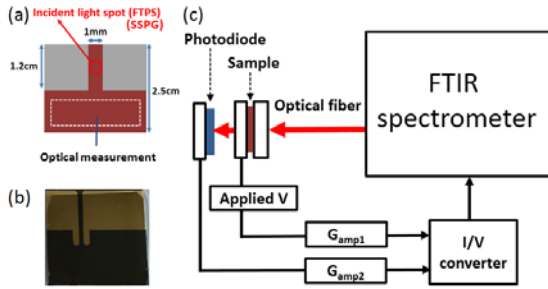 (a)
Incident light spot (FTPS)
(SSPG)
1mm
1.2cm
2.5cm
Optical measurement
(b)
(c)
Photodiode
Sample
Optical fiber
FTIR
spectrometer
Applied V
Gamp1
Gamp2
I/V
converter